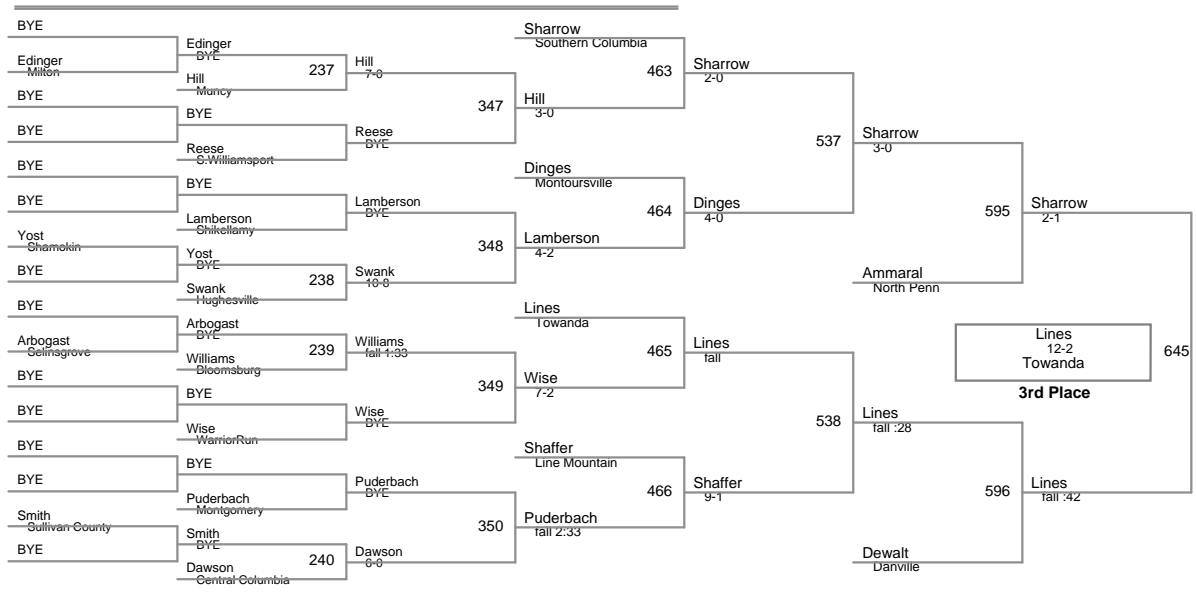 BYE
Edinger
Milton
BYE
BYE
BYE
BYE
Yost
Shamokin
BYE
BYE
Arbogast
Selinsgrove
BYE
BYE
BYE
BYE
Smith
Sullivan County
BYE
Edinger
BYE
237
Hill
Muncy
BYE
Reese
S.Williamsport
BYE
Lamberson
Shikellamy
Yost
BYE
238
Swank
Hughesville
Arbogast
BYE
239
Williams
Bloomsburg
BYE
Wise
WarriorRun
BYE
Puderbach
Montgomery
Smith
BYE
240
Dawson
Central Columbia
Hill
7-0
347
Reese
BYE
Lamberson
BYE
348
Swank
10-8
Williams
fall 1:33
349
Wise
BYE
Puderbach
BYE
350
Dawson
6-0
Sharrow
Southern Columbia
463
Hill
3-0
Dinges
Montoursville
464
Lamberson
4-2
Lines
Towanda
465
Wise
7-2
Shaffer
Line Mountain
466
Puderbach
fall 2:33
Sharrow
2-0
537
Dinges
4-0
Lines
fall
538
Shaffer
9-1
Sharrow
3-0
595
Ammaral
North Penn
Lines
fall :28
596
Dewalt
Danville
Sharrow
2-1
Lines
12-2
Towanda
645
3rd Place
Lines
fall :42